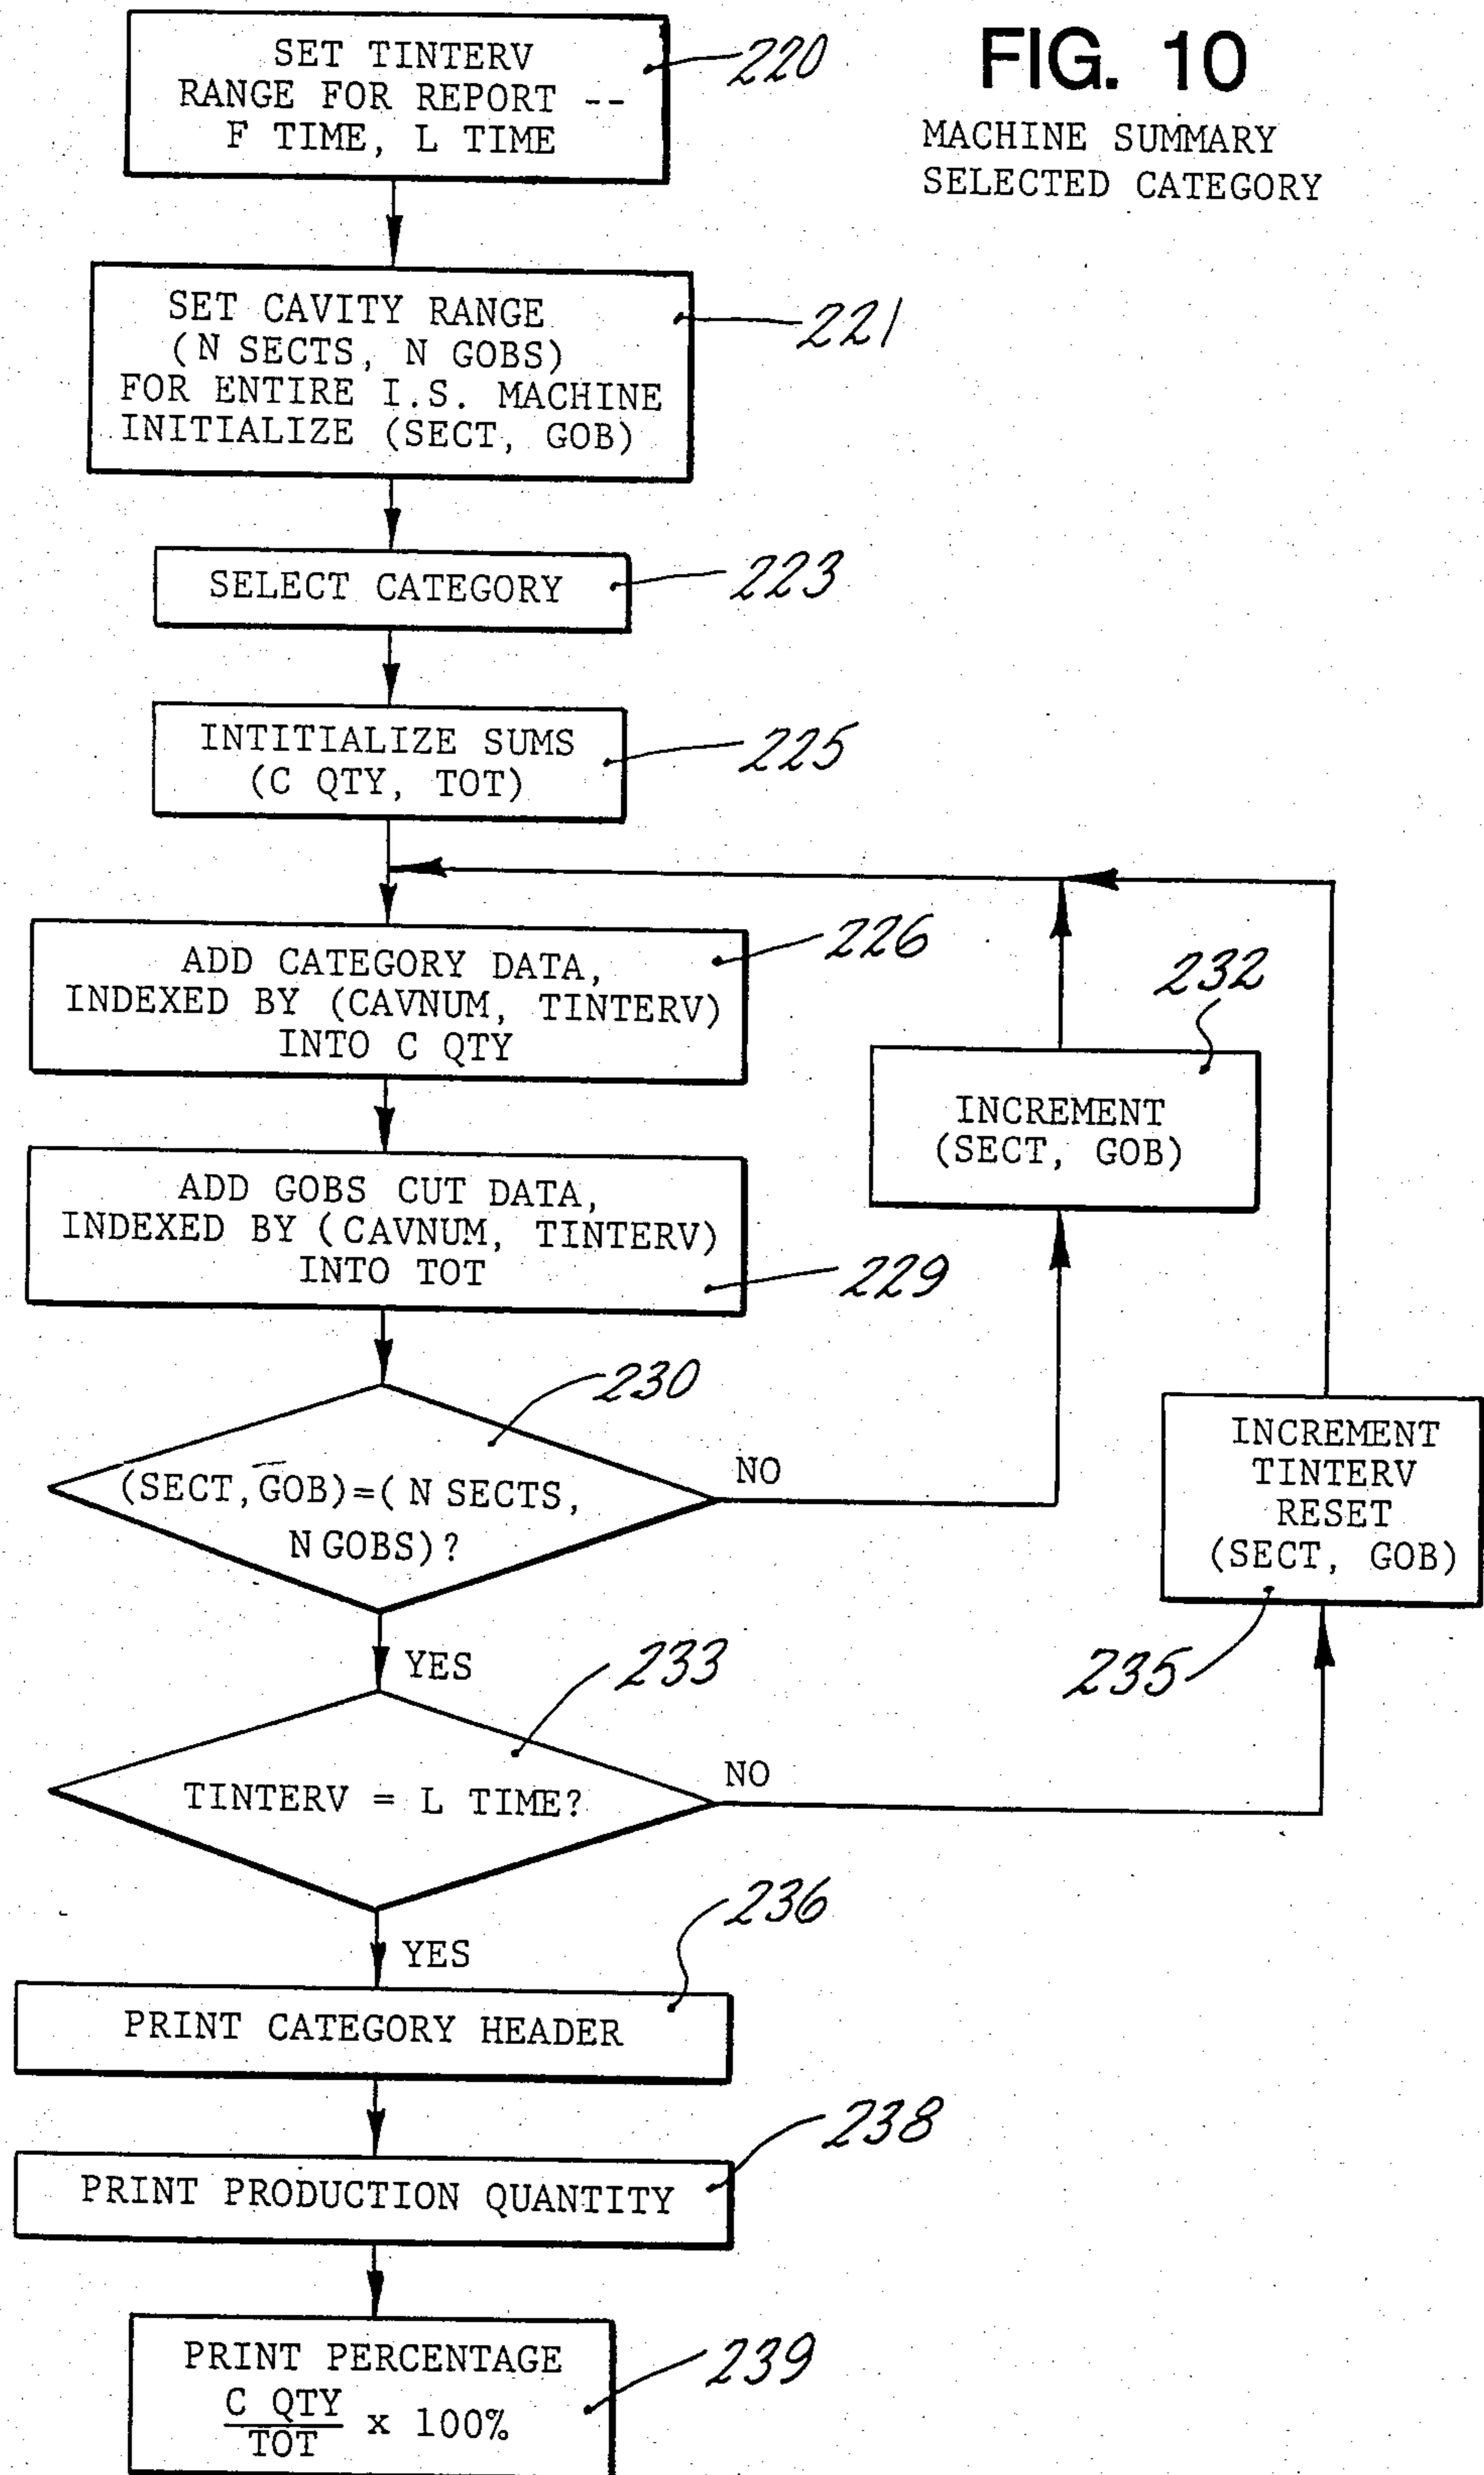 FIG. 10
MACHINE SUMMARY
SELECTED CATEGORY
SET TINTERV
RANGE FOR REPORT --
F TIME, L TIME
220
SET CAVITY RANGE
(N SECTS, N GOBS)
FOR ENTIRE I.S. MACHINE
INITIALIZE (SECT, GOB)
221
SELECT CATEGORY
223
INTITIALIZE SUMS
(C QTY, TOT)
225
ADD CATEGORY DATA,
INDEXED BY (CAVNUM, TINTERV)
INTO C QTY
226
232
INCREMENT
(SECT, GOB)
ADD GOBS CUT DATA,
INDEXED BY (CAVNUM, TINTERV)
INTO TOT
229
230
(SECT, GOB)=(N SECTS,
N GOBS)?
NO
INCREMENT
TINTERV
RESET
(SECT, GOB)
235
YES
233
TINTERV = L TIME?
NO
YES
236
PRINT CATEGORY HEADER
238
PRINT PRODUCTION QUANTITY
PRINT PERCENTAGE
C QTY
TOT
x 100%
239